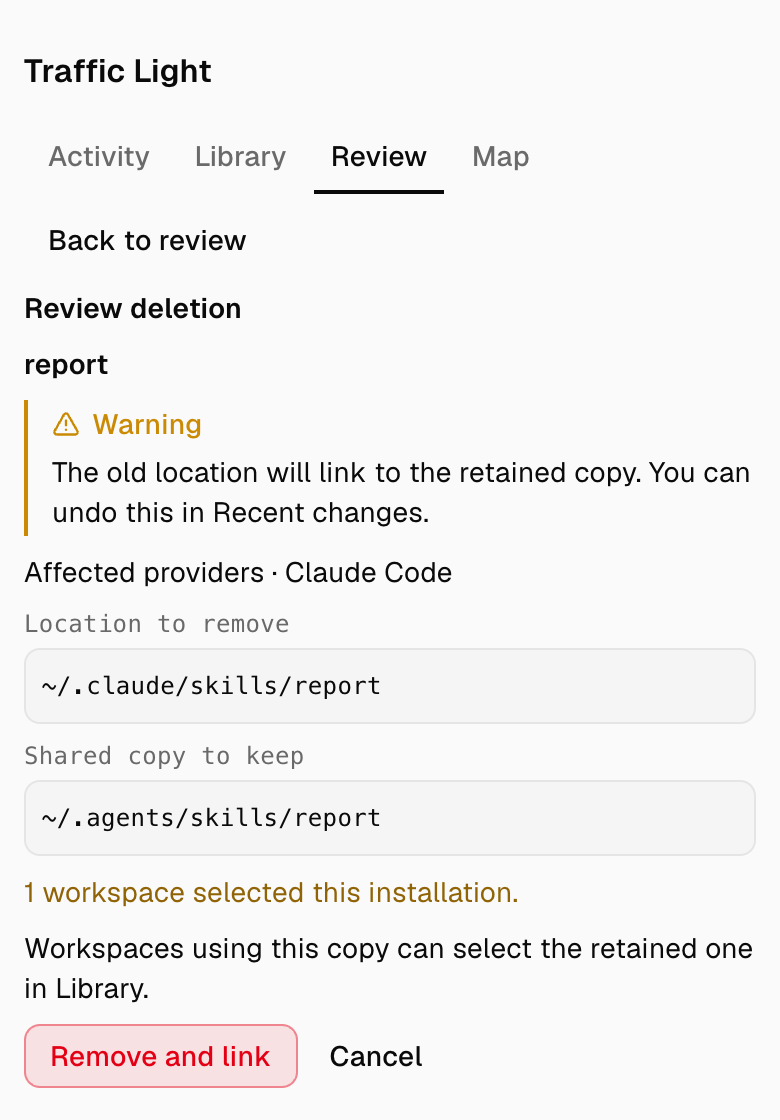 Traffic Light
Activity Library Review Map
Back to review
Review deletion
report
Warning
The old location will link to the retained copy. You can
undo this in Recent changes.
Affected providers · Claude Code
Location to remove
~/.claude/skills/report
Shared copy to keep
~/.agents/skills/report
1 workspace selected this installation.
Workspaces using this copy can select the retained one
in Library.
Remove and link Cancel